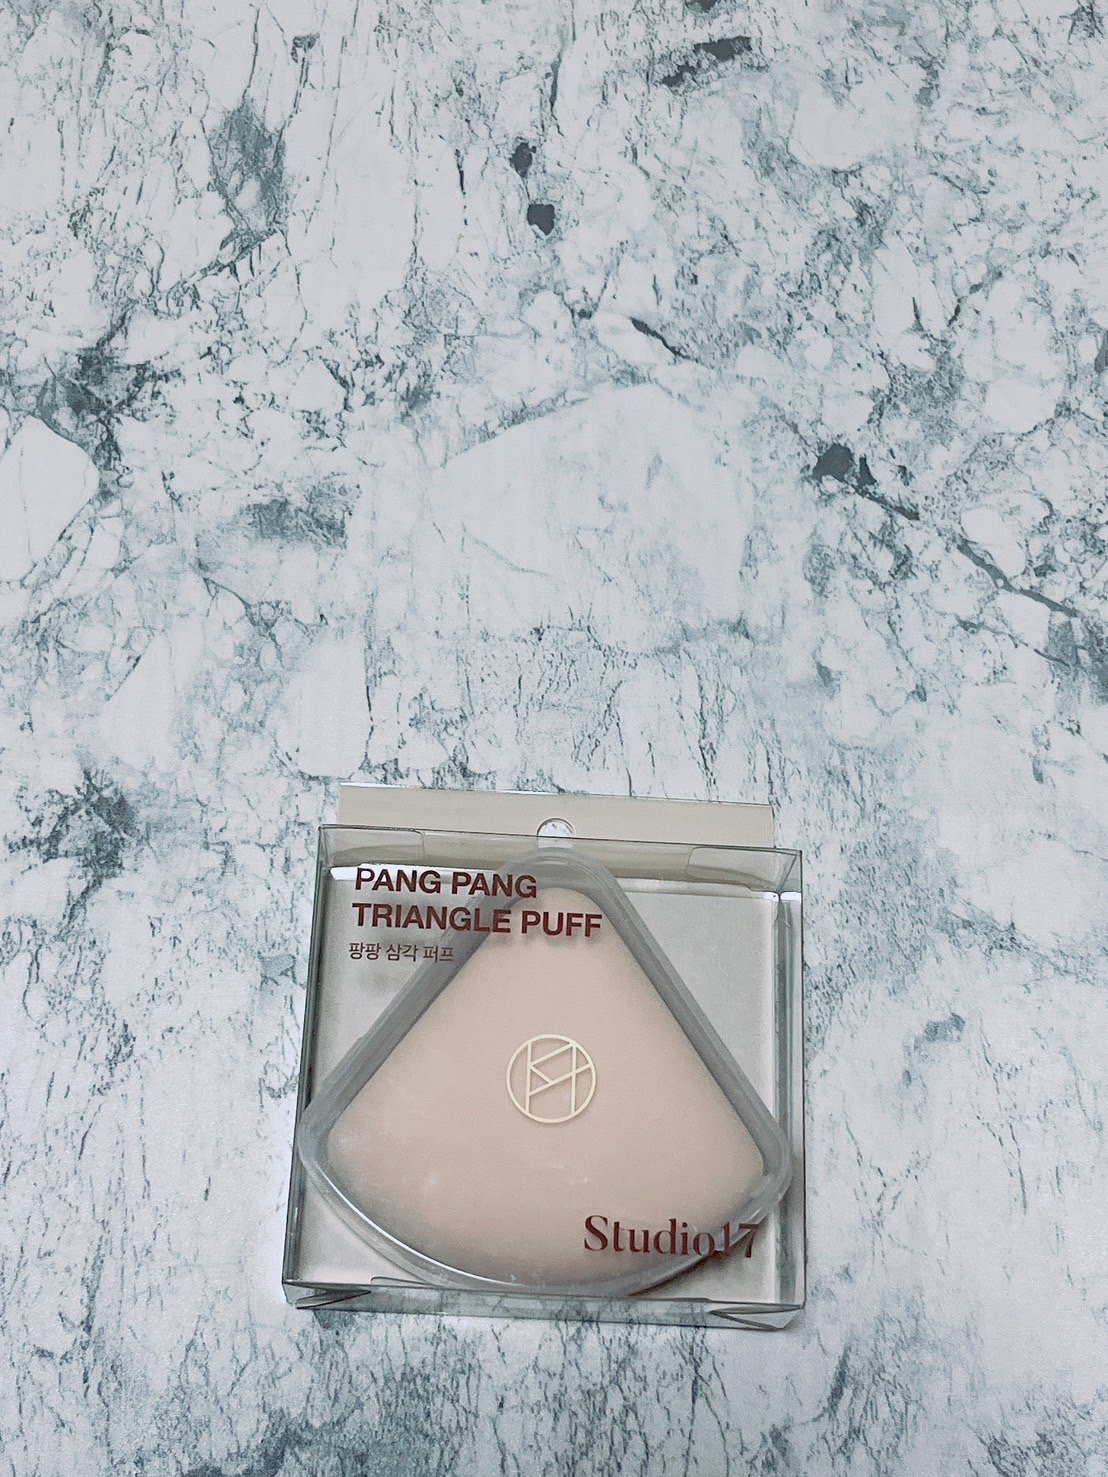 PANG PANG
TRIANGLE PUFF
팡팡 삼각 퍼프
Studio17